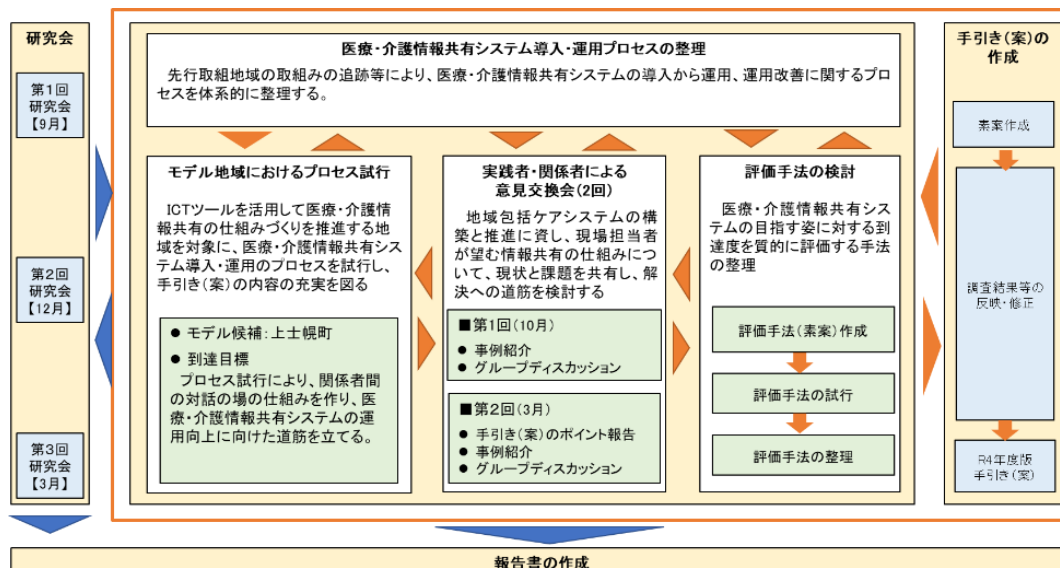 研究会
第1回
研究会
【9月】
第2回
研究会
【12月】
第3回
研究会
【3月】
医療・介護情報共有システム導入・運用プロセスの整理
先行取組地域の取組みの追跡等により、医療・介護情報共有システムの導入から運用、運用改善に関するプロ
セスを体系的に整理する。
モデル地域におけるプロセス試行
ICTツールを活用して医療・介護情
報共有の仕組みづくりを推進する地
域を対象に、医療・介護情報共有シス
テム導入・運用のプロセスを試行し、
手引き(案)の内容の充実を図る
● モデル候補:上士幌町
● 到達目標
プロセス試行により、関係者間
の対話の場の仕組みを作り、医
療・介護情報共有システムの運
用向上に向けた道筋を立てる。
実践者・関係者による
意見交換会(2回)
地域包括ケアシステムの構
築と推進に資し、現場担当者
が望む情報共有の仕組みにつ
いて、現状と課題を共有し、解
決への道筋を検討する
■第1回(10月)
● 事例紹介
● グループディスカッション
■第2回(3月)
● 手引き(案)のポイント報告
● 事例紹介
● グループディスカッション
評価手法の検討
医療・介護情報共有システ
ムの目指す姿に対する到
達度を質的に評価する手法
の整理
評価手法(素案)作成
評価手法の試行
評価手法の整理
手引き(案)の
作成
素案作成
調査結果等の
反映・修正
R4年度版
手引き(案)
報告書の作成